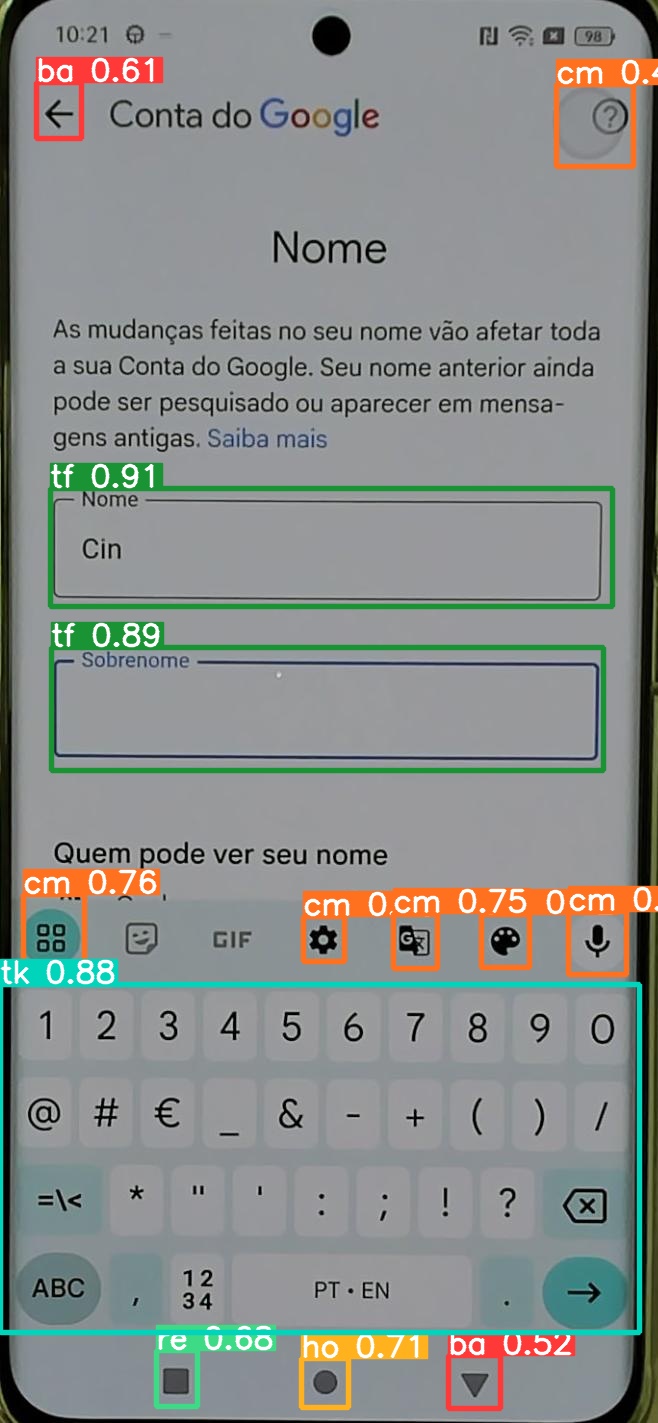 10:21
98
ba 0.61
cm 0.4
Conta do Google
?
Nome
As mudanças feitas no seu nome vão afetar toda
a sua Conta do Google. Seu nome anterior ainda
pode ser pesquisado ou aparecer em mensa-
gens antigas. Saiba mais
tf 0.91
Nome
Cin
tf 0.89
Sobrenome
Quem pode ver seu nome
cm 0.76
cm 0.
cm 0.75
0
cm 0.
GIF
G
tk 0.88
1 2 3 4 5 6 7 8 9 0
@ # € _ & - + ( ) /
=\< * " ' : ; ! ?
ABC , 12 PT • EN .
34
re 0.68
ho 0.71
ba 0.52